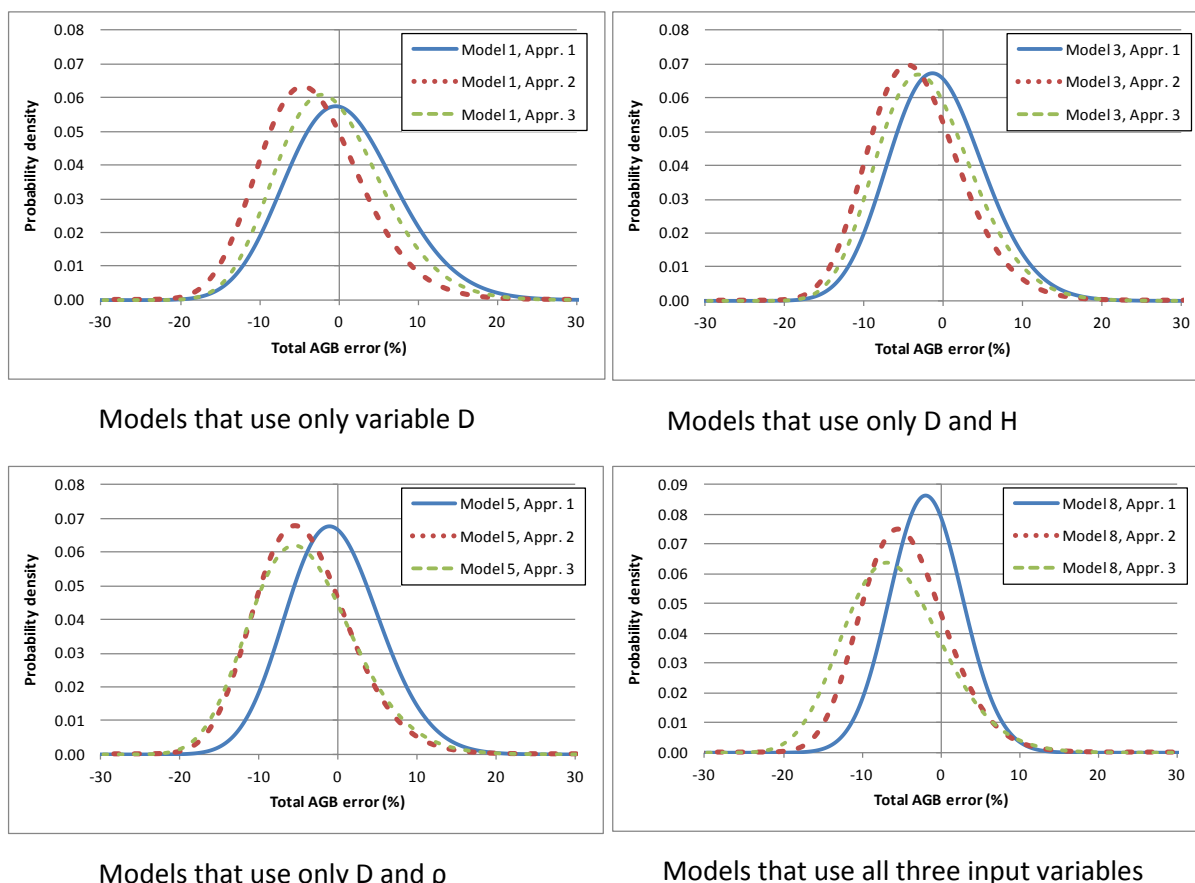 0.08
0.07
0.06
0.05
0.04
0.03
0.02
0.01
0.00
Probability density
-30 -20 -10 0 10 20 30
Total AGB error (%)
Model 1, Appr. 1
Model 1, Appr. 2
Model 1, Appr. 3
Models that use only variable D
0.08
0.07
0.06
0.05
0.04
0.03
0.02
0.01
0.00
Probability density
-30 -20 -10 0 10 20 30
Total AGB error (%)
Model 3, Appr. 1
Model 3, Appr. 2
Model 3, Appr. 3
Models that use only D and H
0.08
0.07
0.06
0.05
0.04
0.03
0.02
0.01
0.00
Probability density
-30 -20 -10 0 10 20 30
Total AGB error (%)
Model 5, Appr. 1
Model 5, Appr. 2
Model 5, Appr. 3
Models that use only D and ρ
0.09
0.08
0.07
0.06
0.05
0.04
0.03
0.02
0.01
0.00
Probability density
-30 -20 -10 0 10 20 30
Total AGB error (%)
Model 8, Appr. 1
Model 8, Appr. 2
Model 8, Appr. 3
Models that use all three input variables